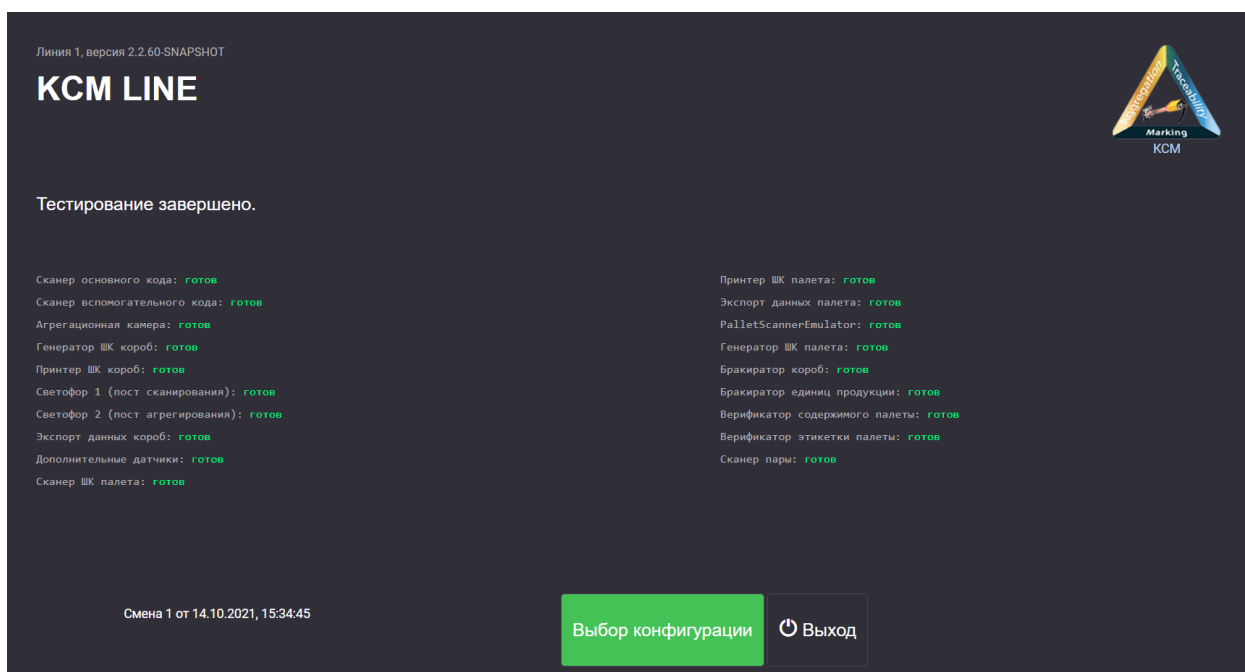 Линия 1, версия 2.2.60-SNAPSHOT
KCM LINE
Aggregation
Traceability
Marking
KCM
Тестирование завершено.
Сканер основного кода: готов
Сканер вспомогательного кода: готов
Агрегационная камера: готов
Генератор ШК короб: готов
Принтер ШК короб: готов
Светофор 1 (пост сканирования): готов
Светофор 2 (пост агрегирования): готов
Экспорт данных короб: готов
Дополнительные датчики: готов
Сканер ШК палета: готов
Принтер ШК палета: готов
Экспорт данных палета: готов
PalletScannerEmulator: готов
Генератор ШК палета: готов
Бракиратор короб: готов
Бракиратор единиц продукции: готов
Верификатор содержимого палеты: готов
Верификатор этикетки палеты: готов
Сканер пары: готов
Смена 1 от 14.10.2021, 15:34:45
Выбор конфигурации
Выход